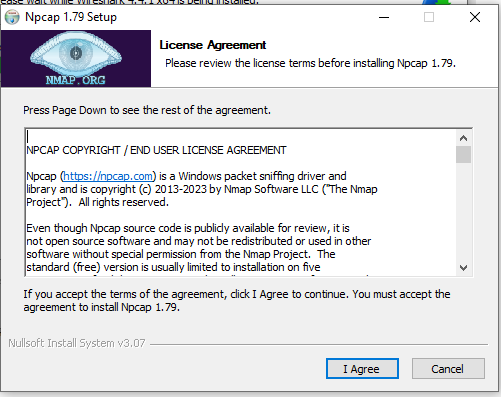 ease wait while Wireshark 4.4.1 x64 is being installed.
Npcap 1.79 Setup
NMAP.ORG
License Agreement
Please review the license terms before installing Npcap 1.79.
Press Page Down to see the rest of the agreement.
NPCAP COPYRIGHT / END USER LICENSE AGREEMENT
Npcap (https://npcap.com) is a Windows packet sniffing driver and
library and is copyright (c) 2013-2023 by Nmap Software LLC ("The Nmap
Project").  All rights reserved.
Even though Npcap source code is publicly available for review, it is
not open source software and may not be redistributed or used in other
software without special permission from the Nmap Project.  The
standard (free) version is usually limited to installation on five
If you accept the terms of the agreement, click I Agree to continue. You must accept the
agreement to install Npcap 1.79.
Nullsoft Install System v3.07
I Agree
Cancel